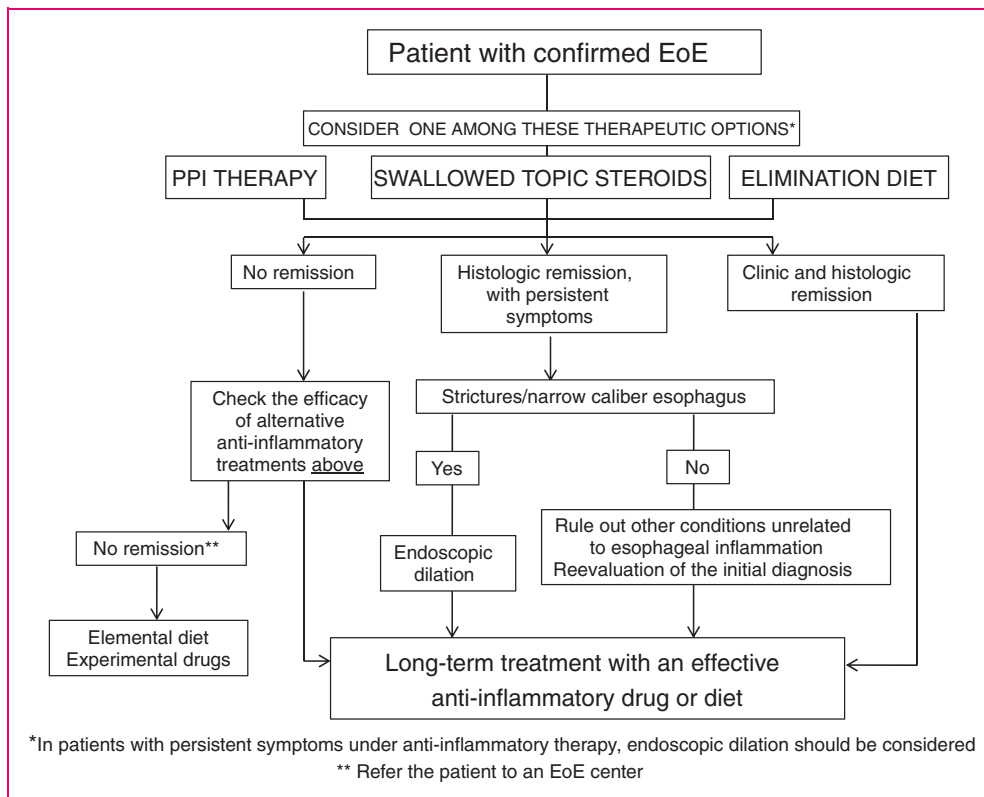 Patient with confirmed EoE
CONSIDER ONE AMONG THESE THERAPEUTIC OPTIONS*
PPI THERAPY
SWALLOWED TOPIC STEROIDS
ELIMINATION DIET
No remission
Histologic remission,
with persistent
symptoms
Clinic and histologic
remission
Check the efficacy
of alternative
anti-inflammatory
treatments above
Strictures/narrow caliber esophagus
Yes
No
No remission**
Endoscopic
dilation
Rule out other conditions unrelated
to esophageal inflammation
Reevaluation of the initial diagnosis
Elemental diet
Experimental drugs
Long-term treatment with an effective
anti-inflammatory drug or diet
*In patients with persistent symptoms under anti-inflammatory therapy, endoscopic dilation should be considered
** Refer the patient to an EoE center